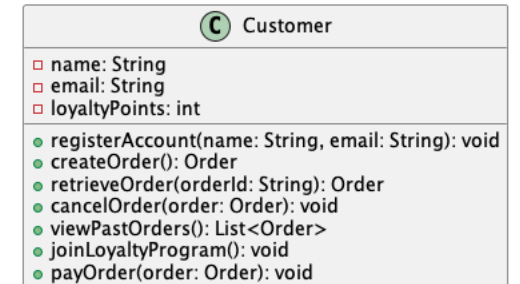 C Customer
name: String
email: String
loyaltyPoints: int
registerAccount(name: String, email: String): void
createOrder(): Order
retrieveOrder(orderId: String): Order
cancelOrder(order: Order): void
viewPastOrders(): List<Order>
joinLoyaltyProgram(): void
payOrder(order: Order): void